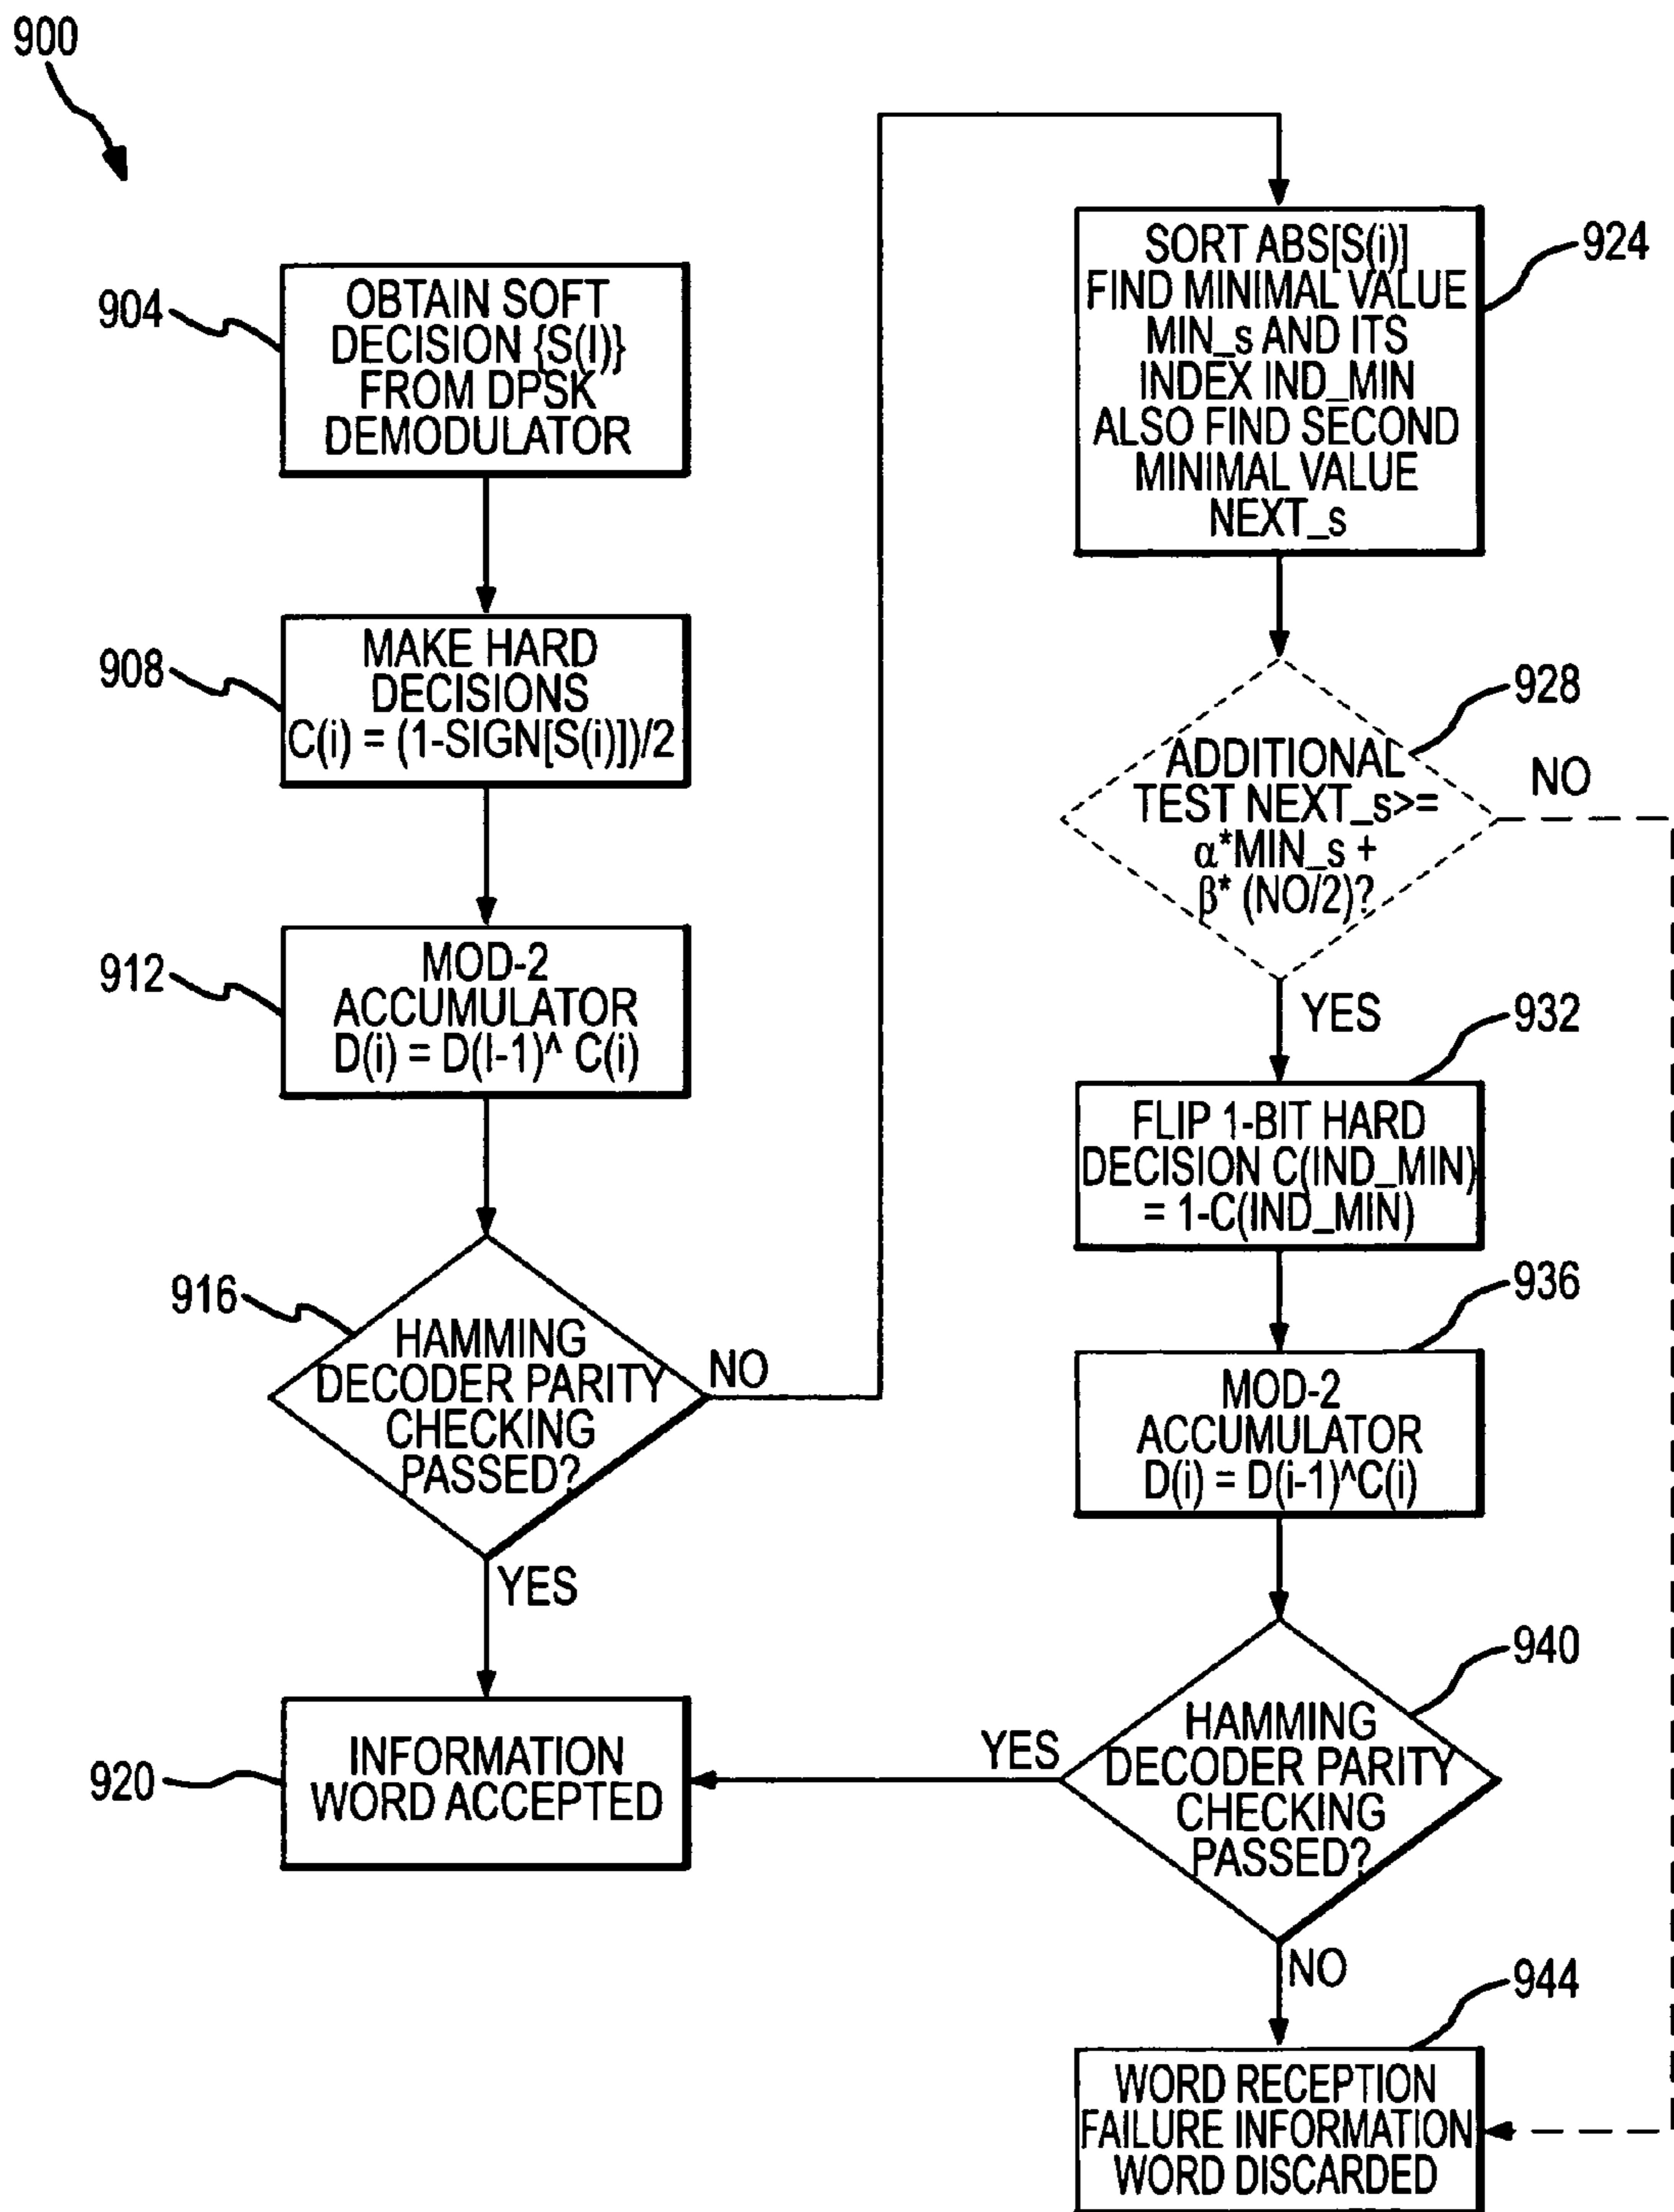 900
904
OBTAIN SOFT
DECISION {S(I)}
FROM DPSK
DEMODULATOR
908
MAKE HARD
DECISIONS
C(i) = (1-SIGN[S(i)])/2
912
MOD-2
ACCUMULATOR
D(i) = D(I-1)^ C(i)
916
HAMMING
DECODER PARITY
CHECKING
PASSED?
NO
YES
920
INFORMATION
WORD ACCEPTED
924
SORT ABS[S(i)]
FIND MINIMAL VALUE
MIN_s AND ITS
INDEX IND_MIN
ALSO FIND SECOND
MINIMAL VALUE
NEXT_s
928
ADDITIONAL
TEST NEXT_s>=
α*MIN_s +
β* (NO/2)?
NO
YES
932
FLIP 1-BIT HARD
DECISION C(IND_MIN)
= 1-C(IND_MIN)
936
MOD-2
ACCUMULATOR
D(i) = D(i-1)^C(i)
940
HAMMING
DECODER PARITY
CHECKING
PASSED?
YES
NO
944
WORD RECEPTION
FAILURE INFORMATION
WORD DISCARDED